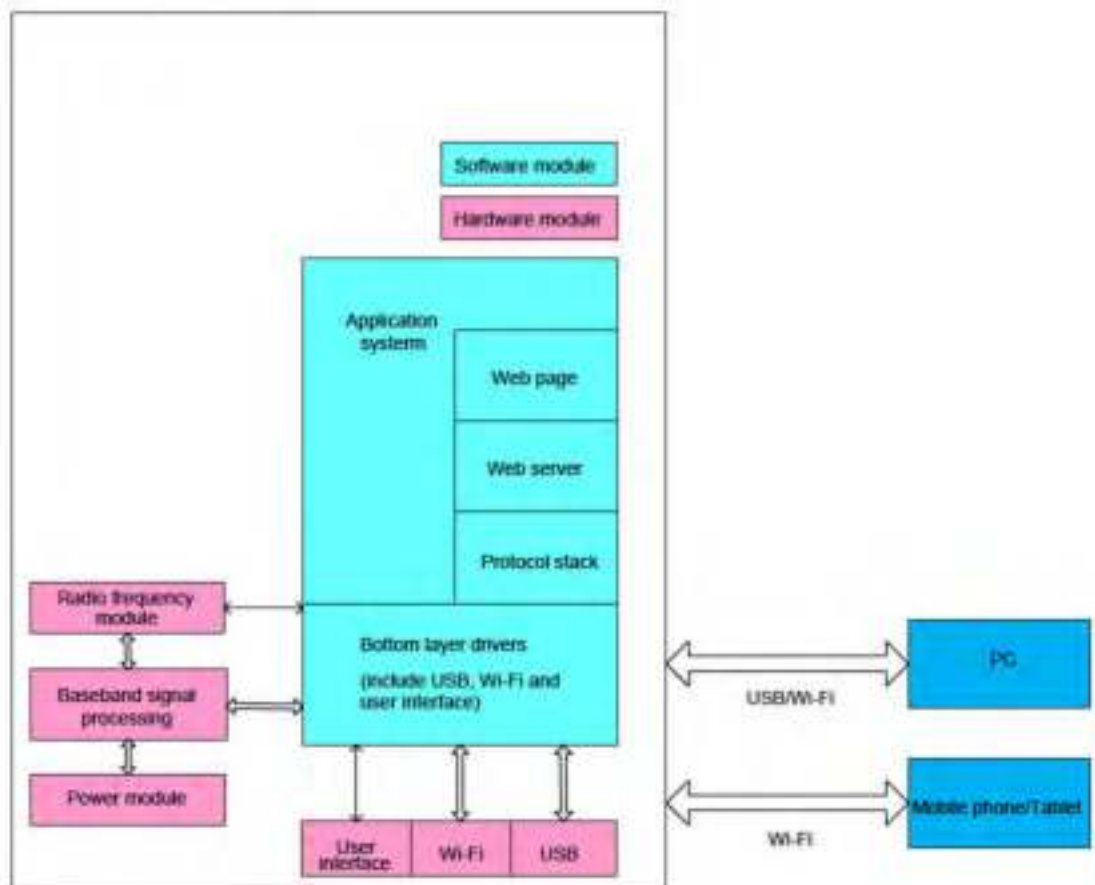 Software module
Hardware module
Application
systerm
Web page
Web server
Protocol stack
Radio frequency
module
Baseband signal
processing
Power module
Bottom layer drivers
(include USB, Wi-Fi and
user interface)
User
interface
Wi-Fi
USB
USB/Wi-Fi
PC
Wi-Fi
Mobile phone/Tablet